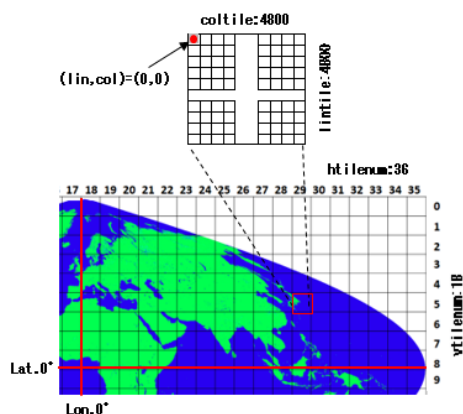 coltile:4800
(lin,col)=(0,0)
lintile:4800
htilenum:36
17 18 19 20 21 22 23 24 25 26 27 28 29 30 31 32 33 34 35
0
1
2
3
4
5
6
7
8
9
vtilenum:18
Lat.0°
Lon.0°